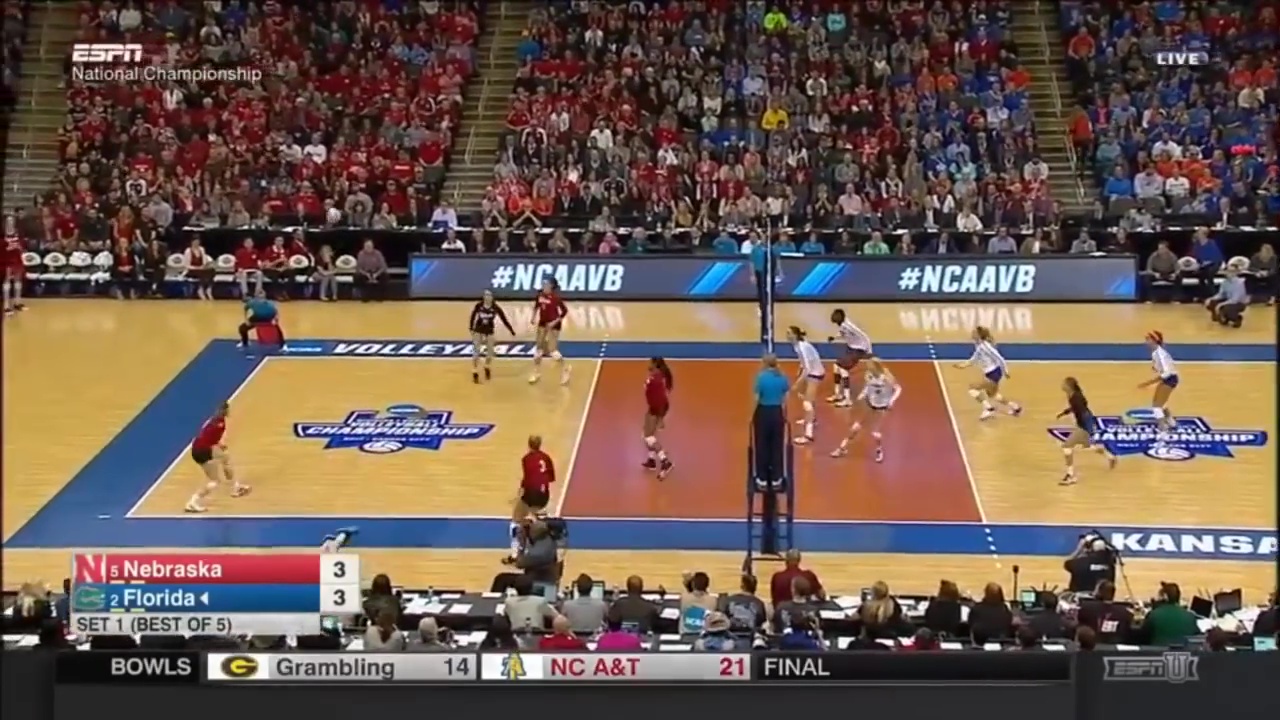 ESPN
National Championship
LIVE
#NCAAVB
#NCAAVB
VOLLEYBALL
CHAMPIONSHIP
CHAMPIONSHIP
3
KANSA
N 5 Nebraska 3
2 Florida 3
SET 1 (BEST OF 5)
BOWLS G Grambling 14 NC A&T 21 FINAL ESPNU